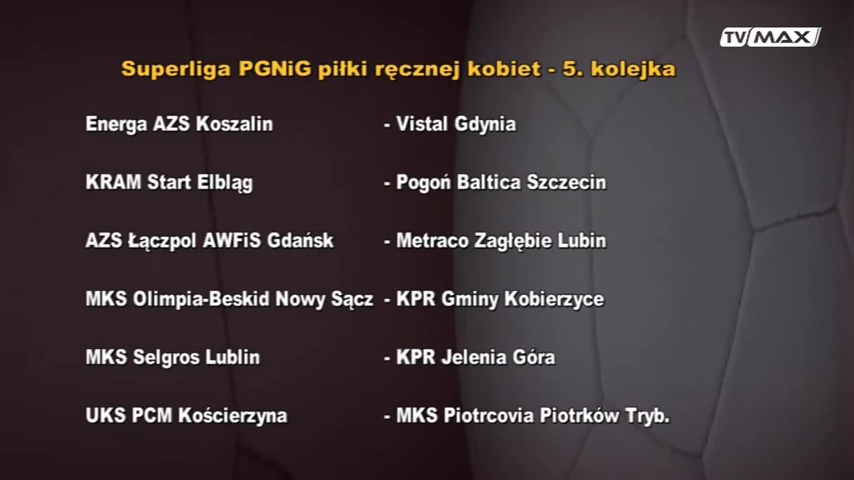 TV MAX
Superliga PGNiG piłki ręcznej kobiet - 5. kolejka
Energa AZS Koszalin - Vistal Gdynia
KRAM Start Elbląg - Pogoń Baltica Szczecin
AZS Łączpol AWFiS Gdańsk - Metraco Zagłębie Lubin
MKS Olimpia-Beskid Nowy Sącz - KPR Gminy Kobierzyce
MKS Selgros Lublin - KPR Jelenia Góra
UKS PCM Kościerzyna - MKS Piotrcovia Piotrków Tryb.